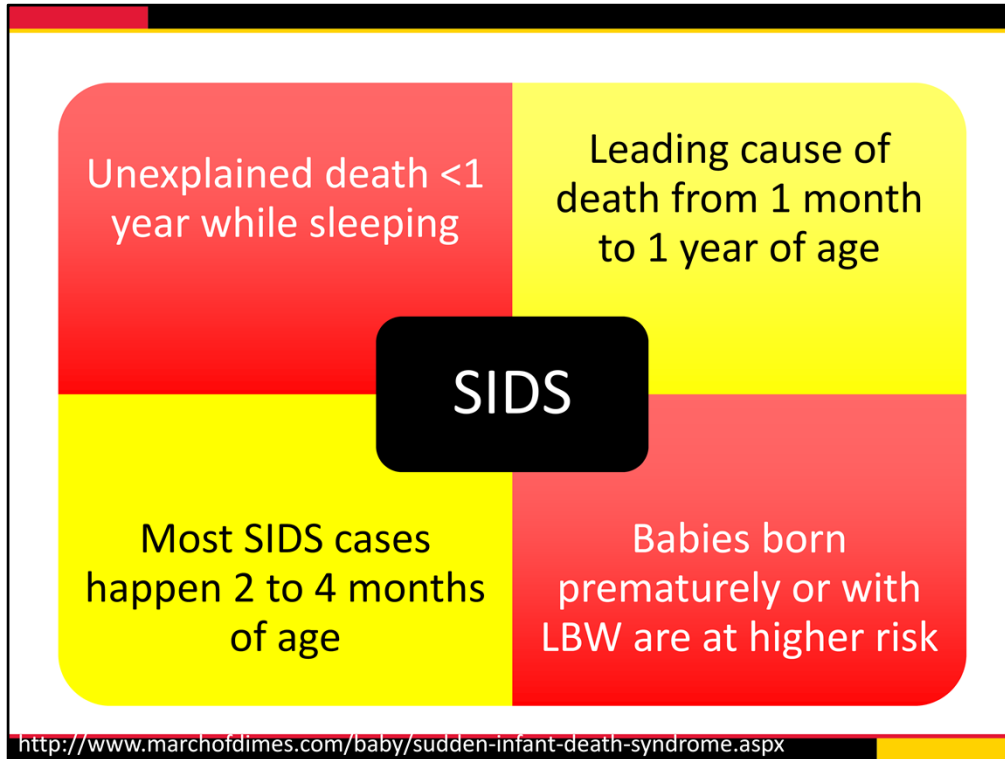 Unexplained death <1
year while sleeping
Leading cause of
death from 1 month
to 1 year of age
SIDS
Most SIDS cases
happen 2 to 4 months
of age
Babies born
prematurely or with
LBW are at higher risk
http://www.marchofdimes.com/baby/sudden-infant-death-syndrome.aspx